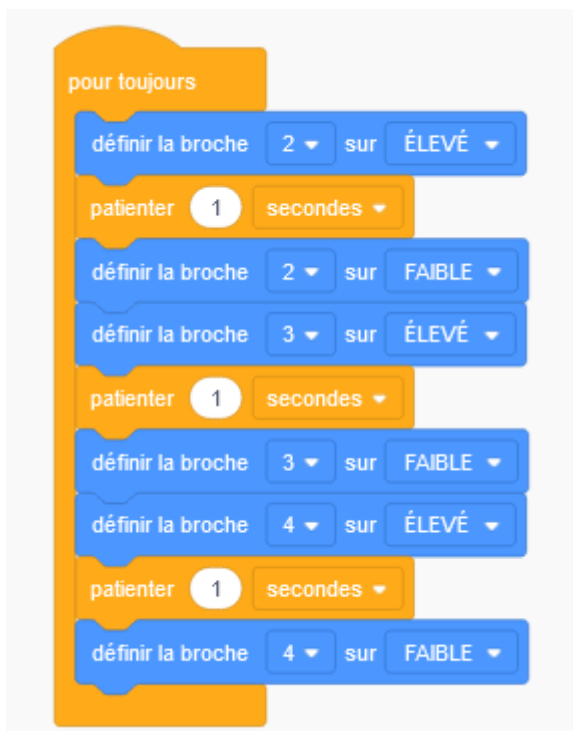 pour toujours
définir la broche 2 sur ÉLEVÉ
patienter 1 secondes
définir la broche 2 sur FAIBLE
définir la broche 3 sur ÉLEVÉ
patienter 1 secondes
définir la broche 3 sur FAIBLE
définir la broche 4 sur ÉLEVÉ
patienter 1 secondes
définir la broche 4 sur FAIBLE